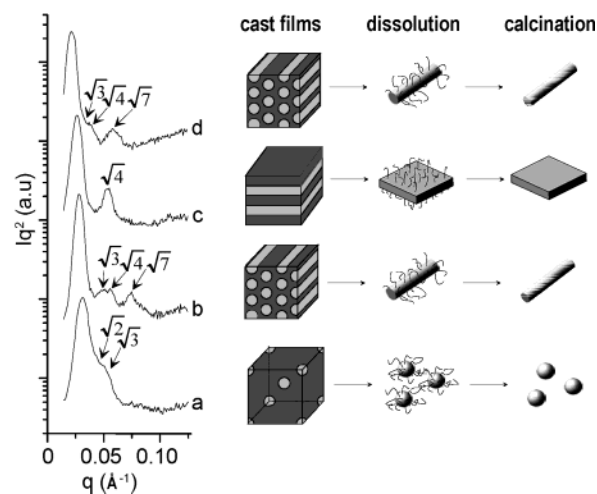 cast films dissolution calcination
√3
√4
√7
d
√4
c
√3
√4
√7
b
√2
√3
a
Iq² (a.u)
0 0.05 0.10
q (Å⁻¹)